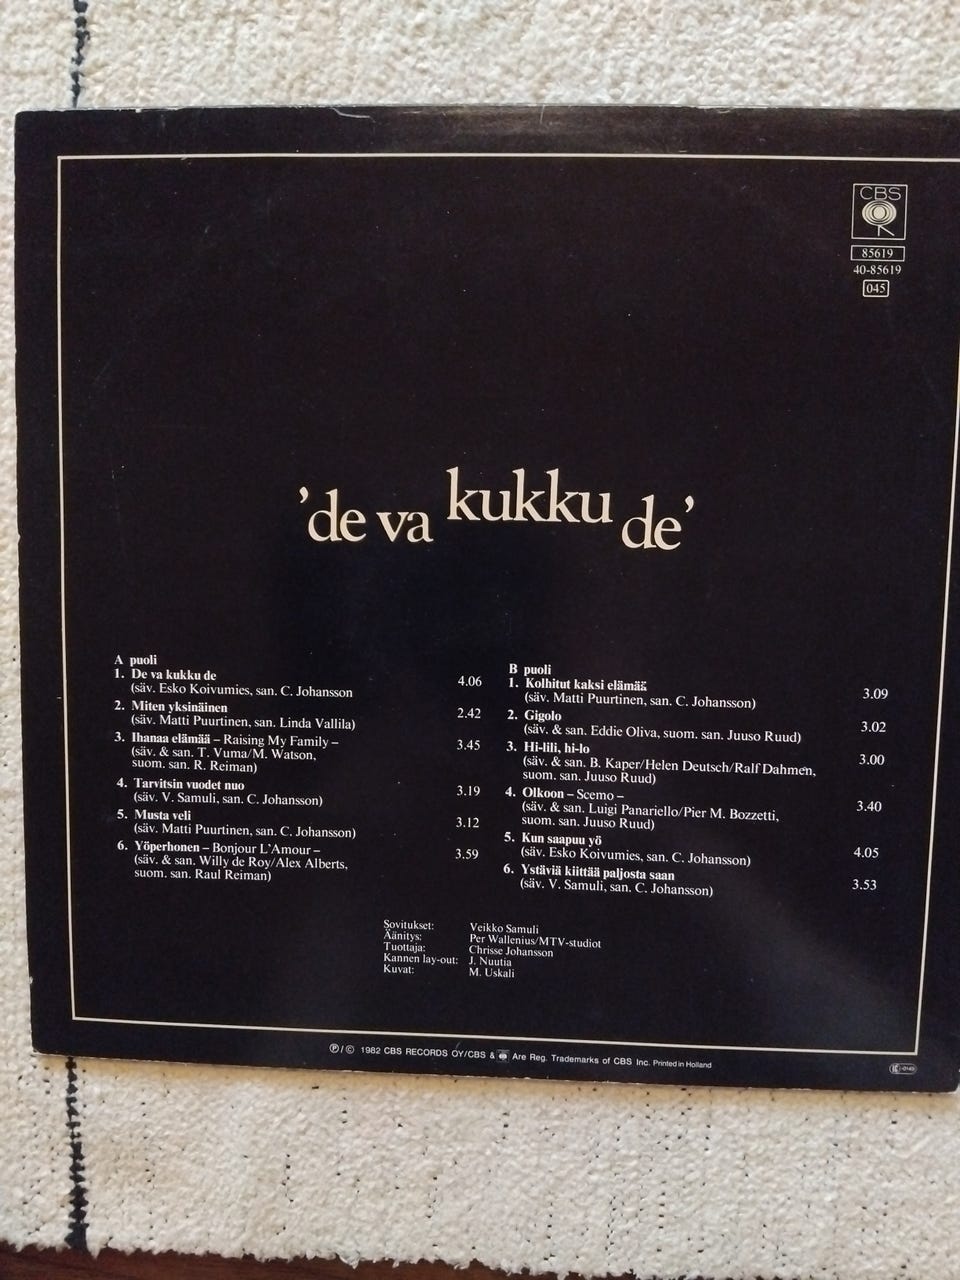 CBS
85619
40-85619
045
'de va kukku de'
A puoli
1. De va kukku de 4.06
(säv. Esko Koivumies, san. C. Johansson
2. Miten yksinäinen 2.42
(säv. Matti Puurtinen, san. Linda Vallila)
3. Ihanaa elämää – Raising My Family – 3.45
(säv. & san. T. Vuma/M. Watson,
suom. san. R. Reiman)
4. Tarvitsin vuodet nuo 3.19
(säv. V. Samuli, san. C. Johansson)
5. Musta veli 3.12
(säv. Matti Puurtinen, san. C. Johansson)
6. Yöperhonen – Bonjour L'Amour – 3.59
(säv. & san. Willy de Roy/Alex Alberts,
suom. san. Raul Reiman)
B puoli
1. Kolhitut kaksi elämää 3.09
(säv. Matti Puurtinen, san. C. Johansson)
2. Gigolo 3.02
(säv. & san. Eddie Oliva, suom. san. Juuso Ruud)
3. Hi-lili, hi-lo 3.00
(säv. & san. B. Kaper/Helen Deutsch/Ralf Dahmen,
suom. san. Juuso Ruud)
4. Olkoon – Scemo – 3.40
(säv. & san. Luigi Panariello/Pier M. Bozzetti,
suom. san. Juuso Ruud)
5. Kun saapuu yö 4.05
(säv. Esko Koivumies, san. C. Johansson)
6. Ystäviä kiittää paljosta saan 3.53
(säv. V. Samuli, san. C. Johansson)
Sovitukset: Veikko Samuli
Äänitys: Per Wallenius/MTV-studiot
Tuottaja: Chrisse Johansson
Kannen lay-out: J. Nuutia
Kuvat: M. Uskali
Ⓟ/© 1982 CBS RECORDS OY/CBS & Are Reg. Trademarks of CBS Inc. Printed in Holland